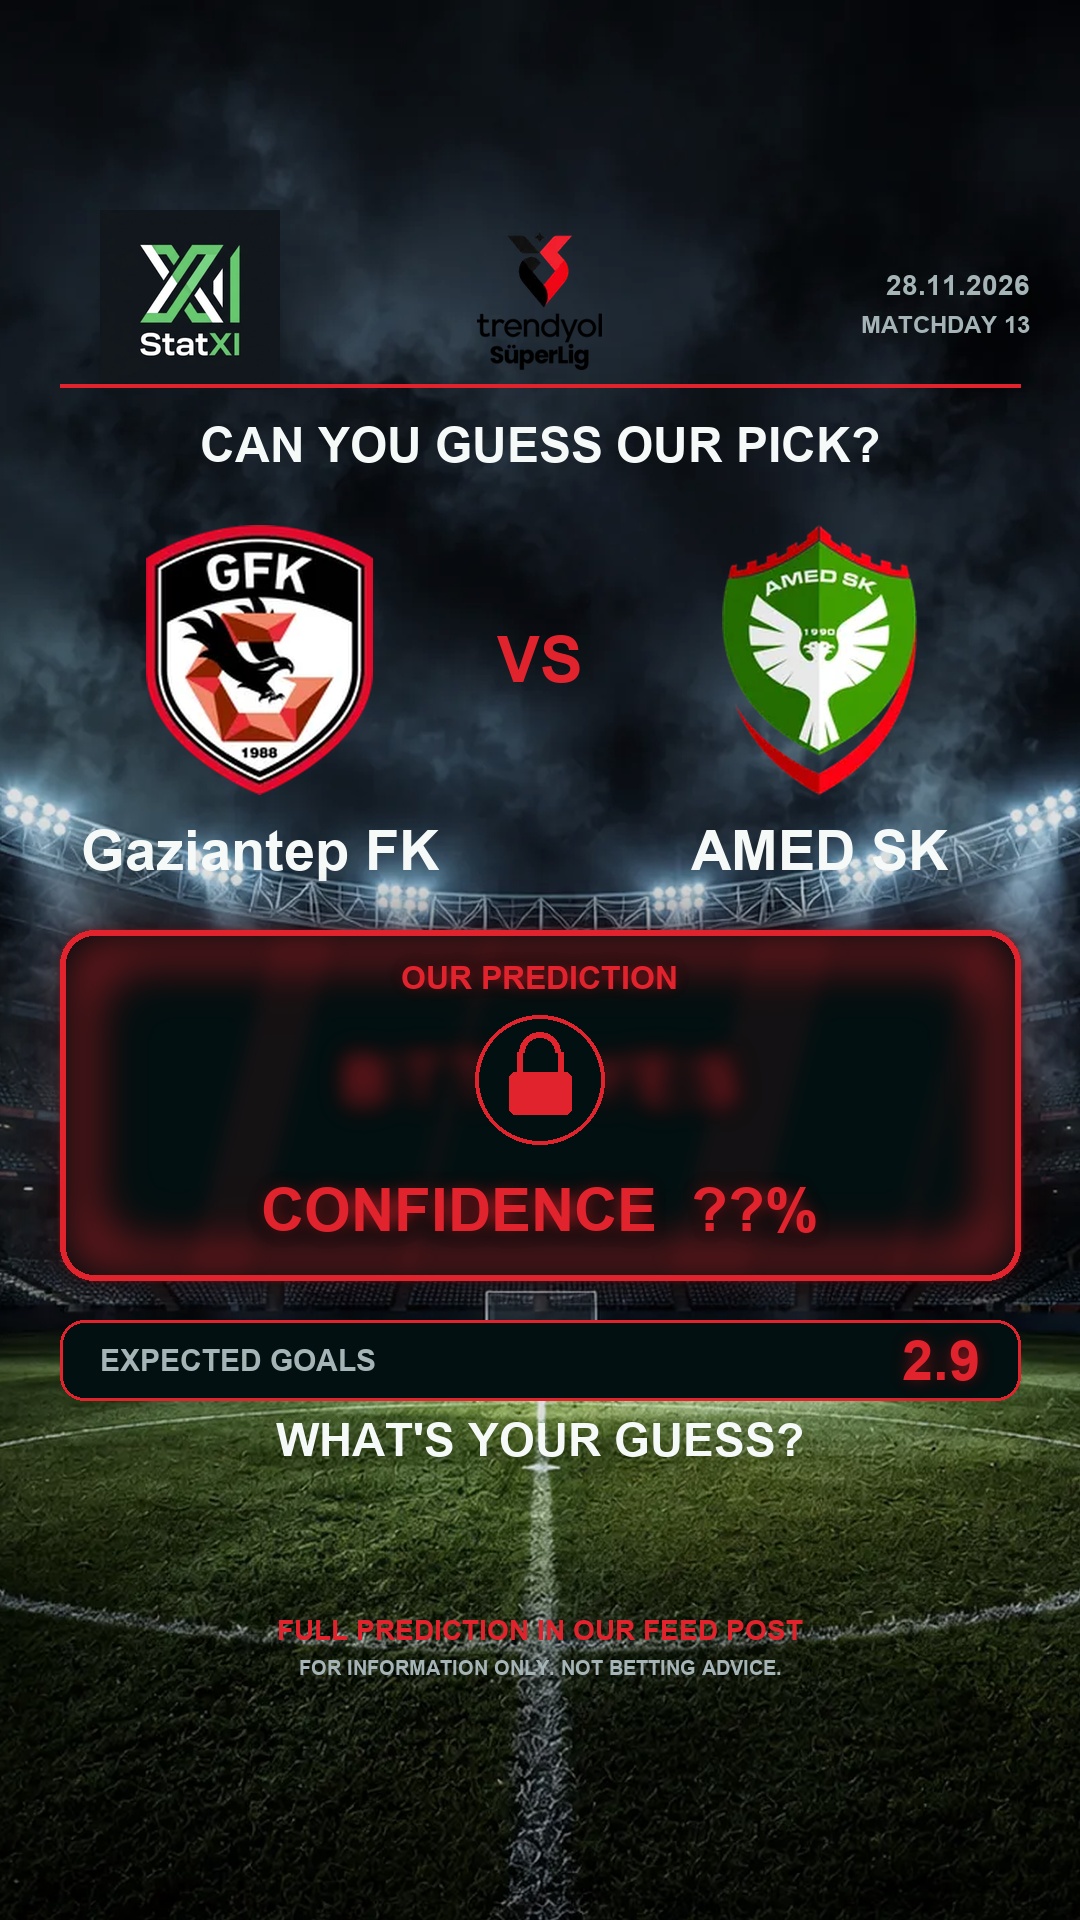 StatXI
trendyol
SüperLig
28.11.2026
MATCHDAY 13
CAN YOU GUESS OUR PICK?
GFK
1988
VS
AMED SK
1990
Gaziantep FK
AMED SK
OUR PREDICTION
CONFIDENCE ??%
EXPECTED GOALS
2.9
WHAT'S YOUR GUESS?
FULL PREDICTION IN OUR FEED POST
FOR INFORMATION ONLY. NOT BETTING ADVICE.